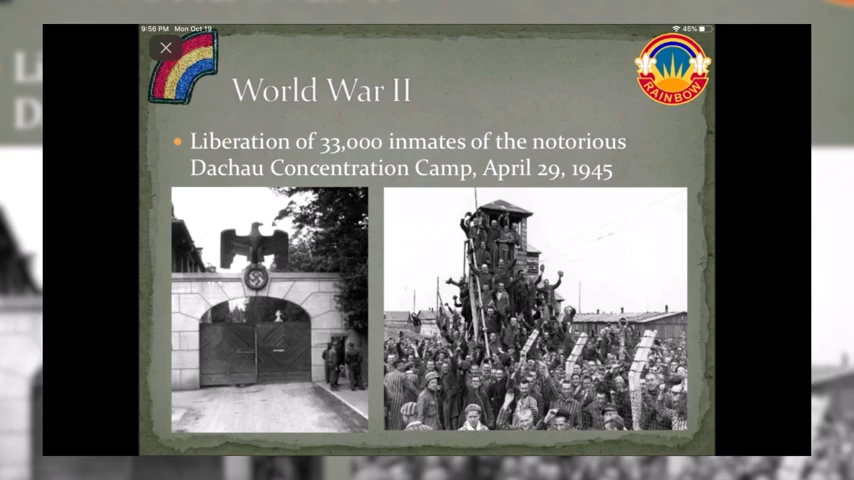 9:56 PM Mon Oct 19
45%
World War II
RAINBOW
• Liberation of 33,000 inmates of the notorious
Dachau Concentration Camp, April 29, 1945